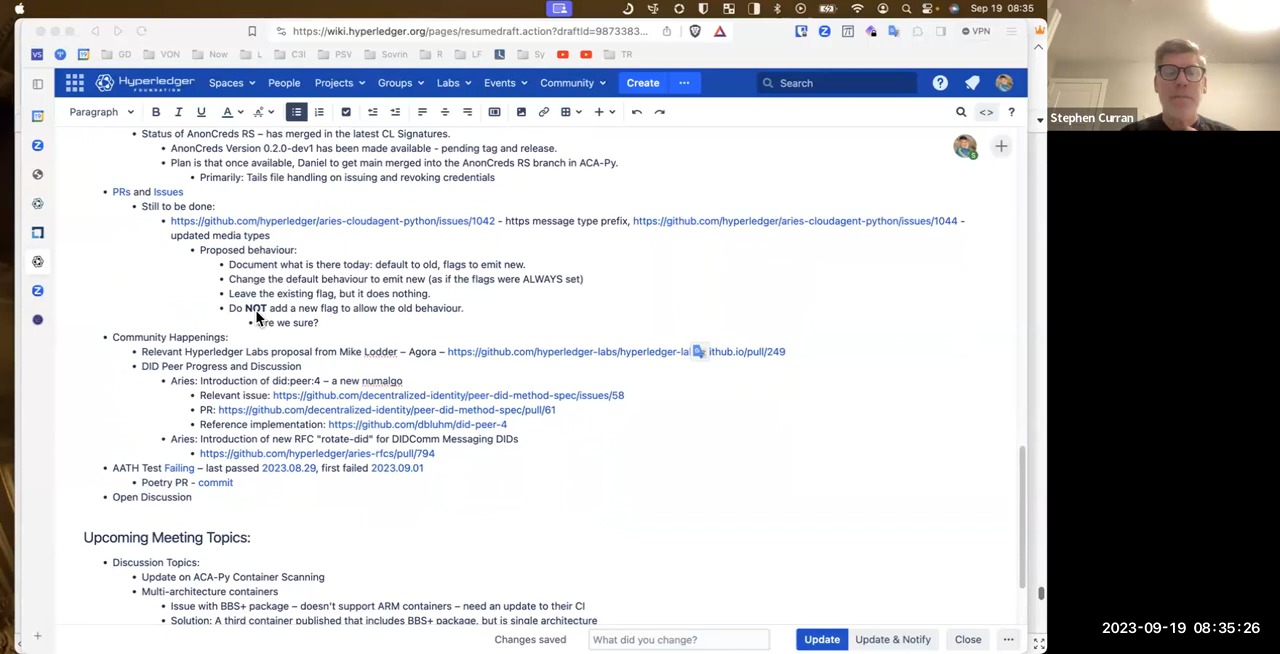 Sep 19 08:35
https://wiki.hyperledger.org/pages/resumedraft.action?draftId=9873383...
VPN
VS
GD
VON
Now
L
C3I
PSV
Sovrin
R
LF
Sy
TR
HYPERLEDGER
FOUNDATION
Spaces
People
Projects
Groups
Labs
Events
Community
Create
Search
Stephen Curran
Paragraph
B I U A
Status of AnonCreds RS – has merged in the latest CL Signatures.
AnonCreds Version 0.2.0-dev1 has been made available - pending tag and release.
Plan is that once available, Daniel to get main merged into the AnonCreds RS branch in ACA-Py.
Primarily: Tails file handling on issuing and revoking credentials
PRs and Issues
Still to be done:
https://github.com/hyperledger/aries-cloudagent-python/issues/1042 - https message type prefix, https://github.com/hyperledger/aries-cloudagent-python/issues/1044 -
updated media types
Proposed behaviour:
Document what is there today: default to old, flags to emit new.
Change the default behaviour to emit new (as if the flags were ALWAYS set)
Leave the existing flag, but it does nothing.
Do NOT add a new flag to allow the old behaviour.
we sure?
Community Happenings:
Relevant Hyperledger Labs proposal from Mike Lodder – Agora – https://github.com/hyperledger-labs/hyperledger-la ithub.io/pull/249
DID Peer Progress and Discussion
Aries: Introduction of did:peer:4 – a new numalgo
Relevant issue: https://github.com/decentralized-identity/peer-did-method-spec/issues/58
PR: https://github.com/decentralized-identity/peer-did-method-spec/pull/61
Reference implementation: https://github.com/dbluhm/did-peer-4
Aries: Introduction of new RFC "rotate-did" for DIDComm Messaging DIDs
https://github.com/hyperledger/aries-rfcs/pull/794
AATH Test Failing – last passed 2023.08.29, first failed 2023.09.01
Poetry PR - commit
Open Discussion
Upcoming Meeting Topics:
Discussion Topics:
Update on ACA-Py Container Scanning
Multi-architecture containers
Issue with BBS+ package – doesn't support ARM containers – need an update to their CI
Solution: A third container published that includes BBS+ package, but is single architecture
Changes saved
What did you change?
Update
Update & Notify
Close
2023-09-19 08:35:26